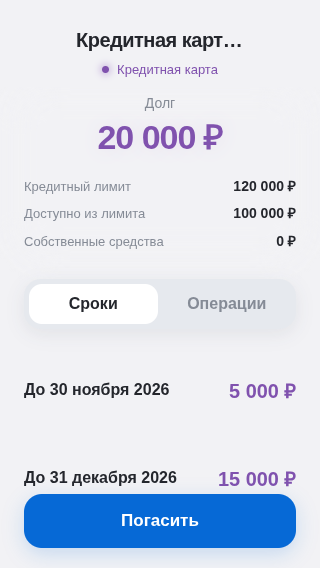 Кредитная карт…
Кредитная карта
Долг
20 000 ₽
Кредитный лимит 120 000 ₽
Доступно из лимита 100 000 ₽
Собственные средства 0 ₽
Сроки Операции
До 30 ноября 2026 5 000 ₽
До 31 декабря 2026 15 000 ₽
Погасить